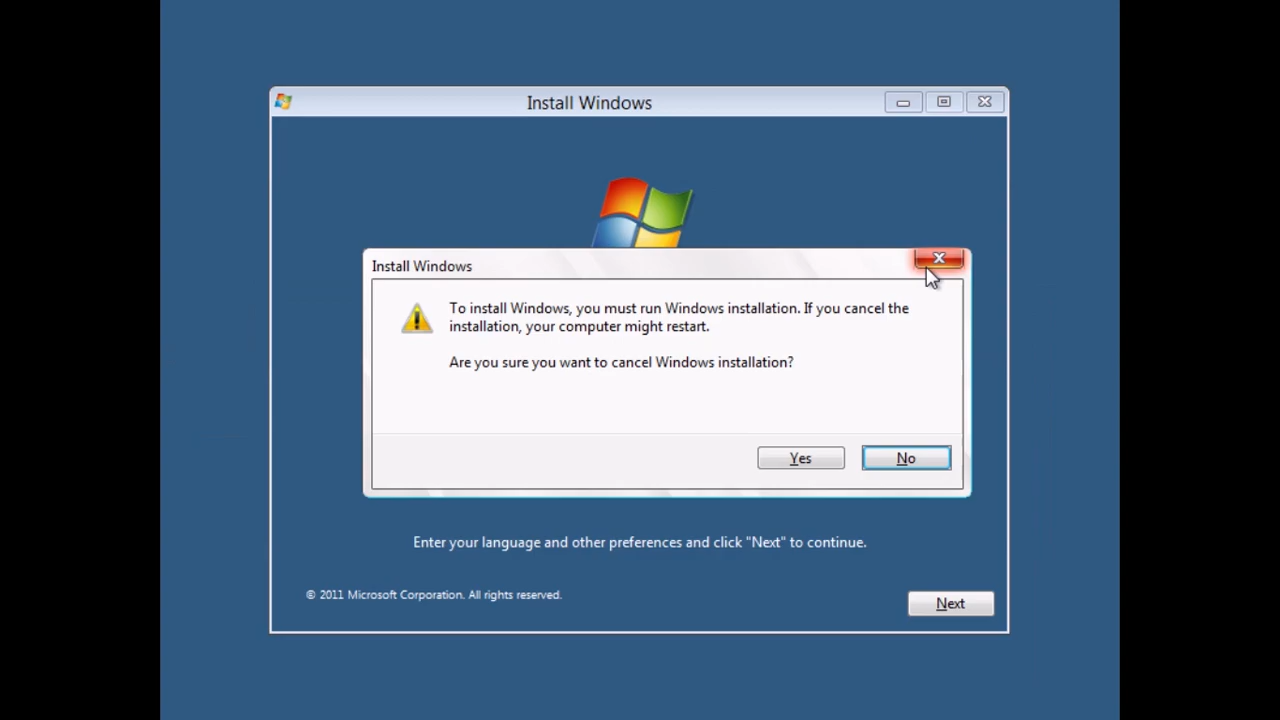 Install Windows
Install Windows
To install Windows, you must run Windows installation. If you cancel the
installation, your computer might restart.
Are you sure you want to cancel Windows installation?
Yes
No
Enter your language and other preferences and click "Next" to continue.
© 2011 Microsoft Corporation. All rights reserved.
Next